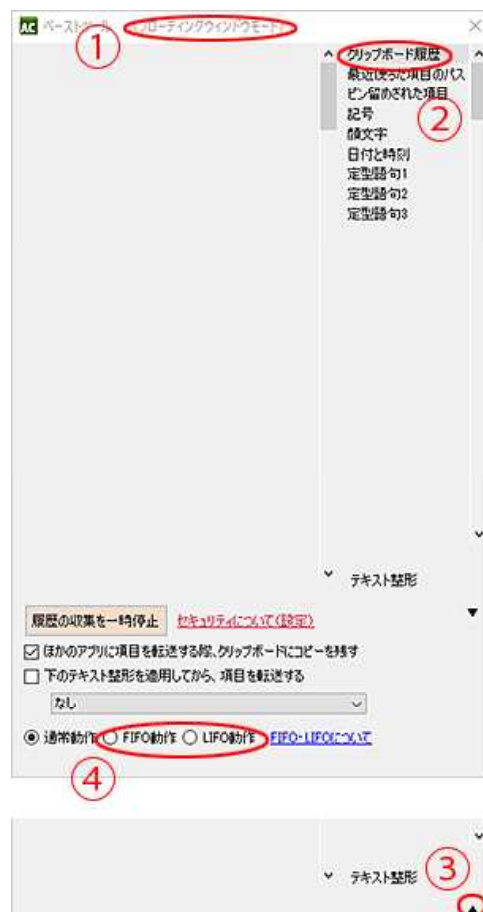 AC ペーストツール <フローティングウィンドウモード>
①
クリップボード履歴
最近使った項目のパス
ピン留めされた項目
②
記号
顔文字
日付と時刻
定型語句1
定型語句2
定型語句3
テキスト整形
履歴の収集を一時停止 セキュリティについて(設定)
ほかのアプリに項目を転送する際、クリップボードにコピーを残す
下のテキスト整形を適用してから、項目を転送する
なし
通常動作 FIFO動作 LIFO動作 FIFO・LIFOについて
④
テキスト整形
③